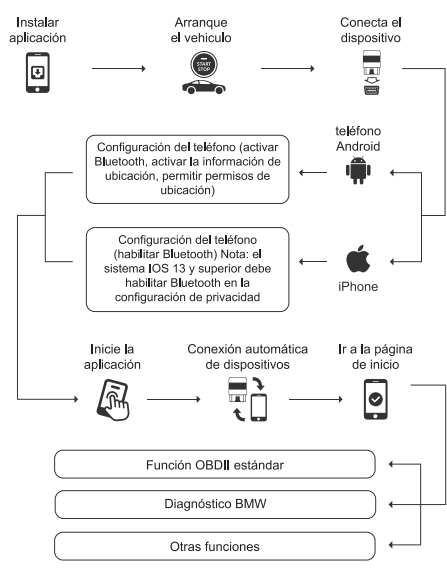 Instalar
aplicación
Arranque
el vehiculo
START
STOP
Conecta el
dispositivo
Configuración del teléfono (activar
Bluetooth, activar la información de
ubicación, permitir permisos de
ubicación)
teléfono
Android
Configuración del teléfono
(habilitar Bluetooth) Nota: el
sistema IOS 13 y superior debe
habilitar Bluetooth en la
configuración de privacidad
iPhone
Inicie la
aplicación
Conexión automática
de dispositivos
Ir a la página
de inicio
Función OBDII estándar
Diagnóstico BMW
Otras funciones